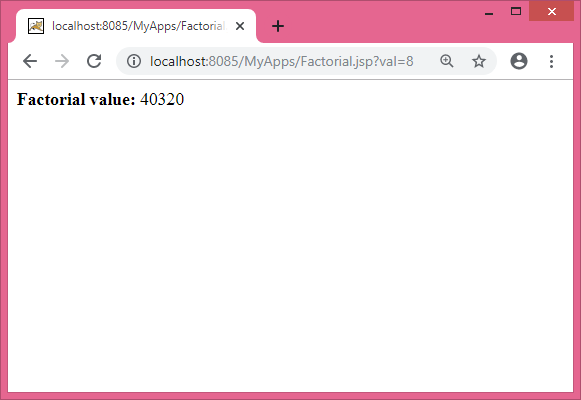 localhost:8085/MyApps/Factorial
localhost:8085/MyApps/Factorial.jsp?val=8
Factorial value: 40320